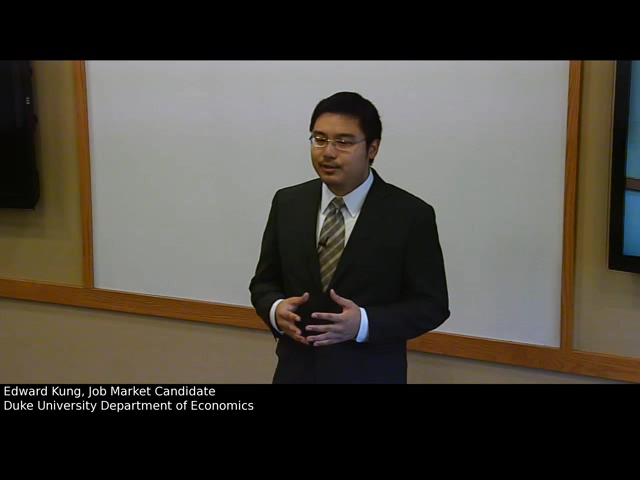 Edward Kung, Job Market Candidate
Duke University Department of Economics